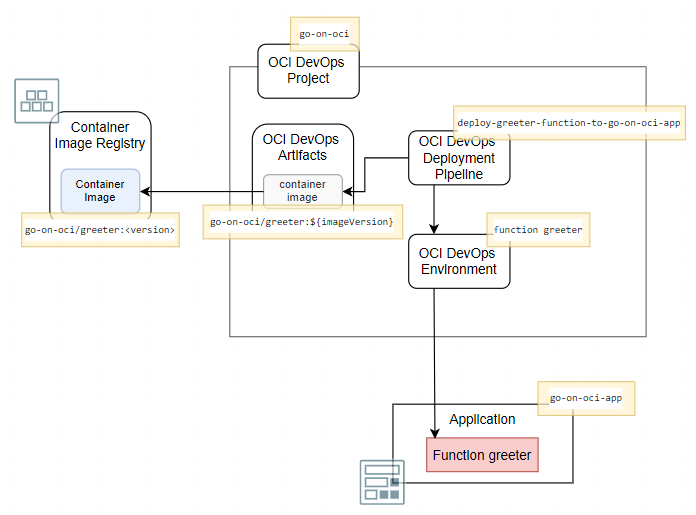 go-on-oci
OCI DevOps
Project
deploy-greeter-function-to-go-on-oci-app
Container
Image Registry
OCI DevOps
Artifacts
OCI DevOps
Deployment
Pipeline
Container
Image
container
image
go-on-oci/greeter:<version>
go-on-oci/greeter:${imageVersion}
function greeter
OCI DevOps
Environment
go-on-oci-app
Application
Function greeter